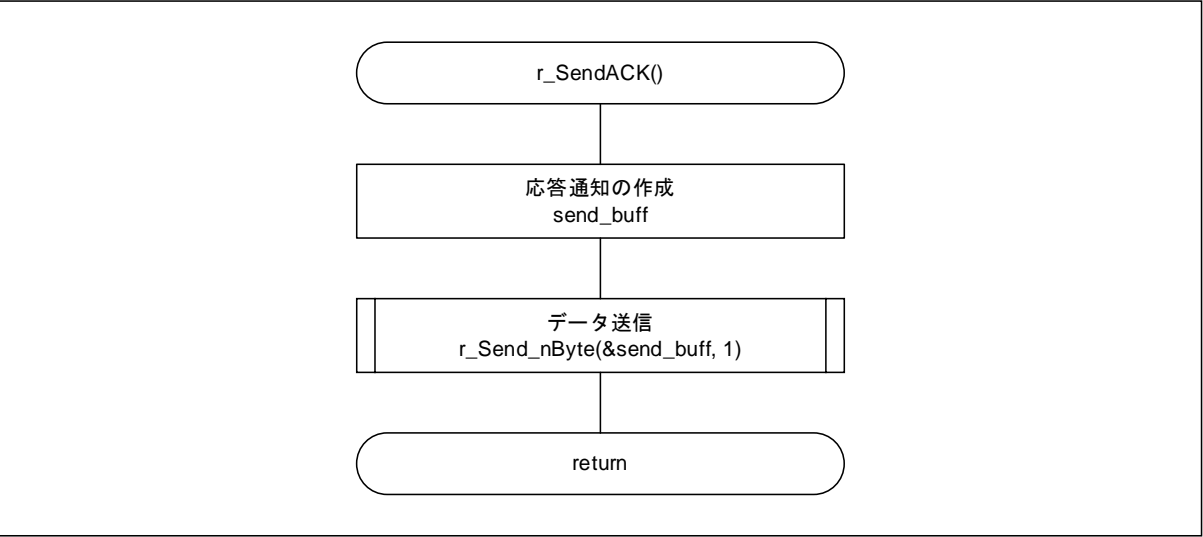 r_SendACK()
応答通知の作成
send_buff
データ送信
r_Send_nByte(&send_buff, 1)
return